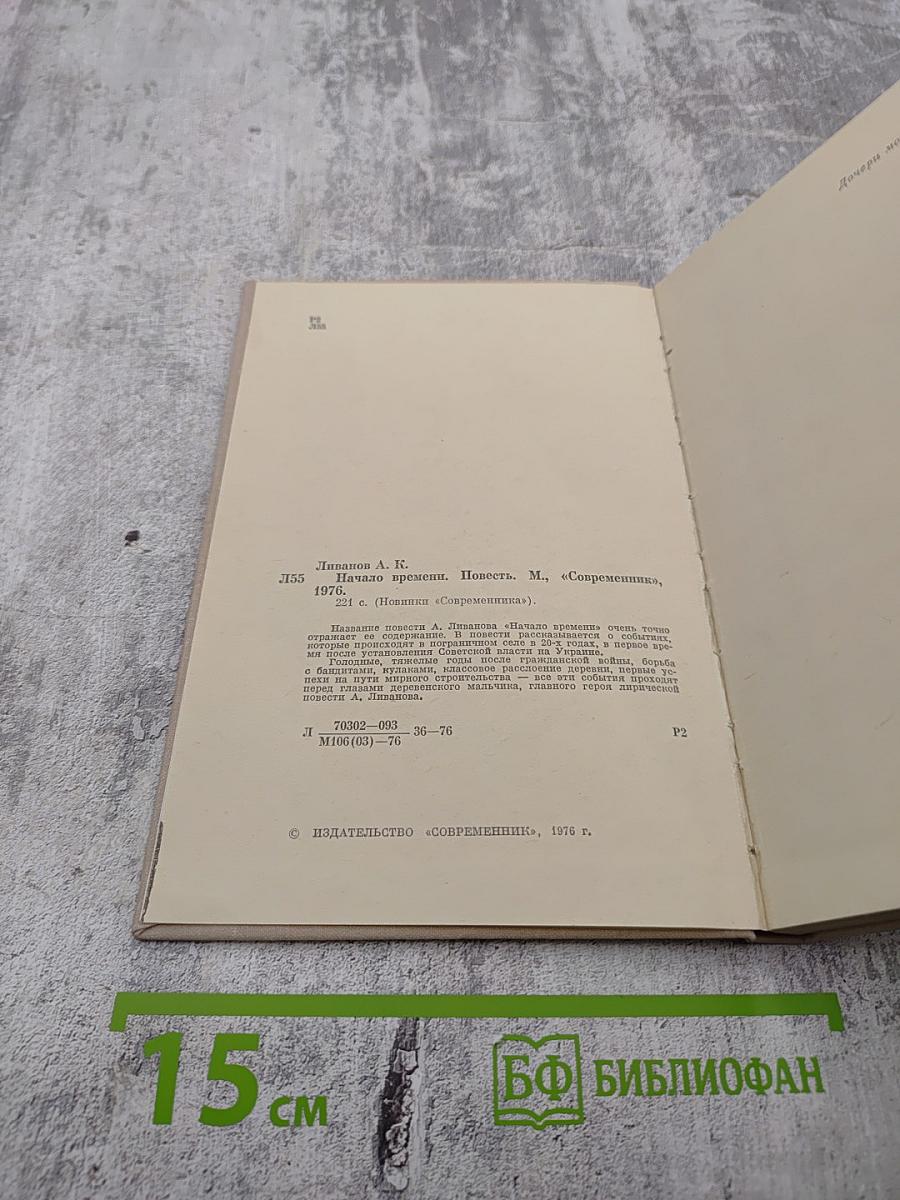 Р2
Л55
Ливанов А. К.
Л55 Начало времени. Повесть. М., «Современник»,
1976.
221 с. (Новинки «Современника»).
Название повести А. Ливанова «Начало времени» очень точно
отражает ее содержание. В повести рассказывается о событиях,
которые происходят в пограничном селе в 20-х годах, в первое вре-
мя после установления Советской власти на Украине.
Голодные, тяжелые годы после гражданской войны, борьба
с бандитами, кулаками, классовое расслоение деревни, первые ус-
пехи на пути мирного строительства — все эти события проходят
перед глазами деревенского мальчика, главного героя лирической
повести А. Ливанова.
Л 70302—093 36—76 Р2
М106(03)—76
© ИЗДАТЕЛЬСТВО «СОВРЕМЕННИК», 1976 г.
Дочери
15 см
БФ БИБЛИОФАН